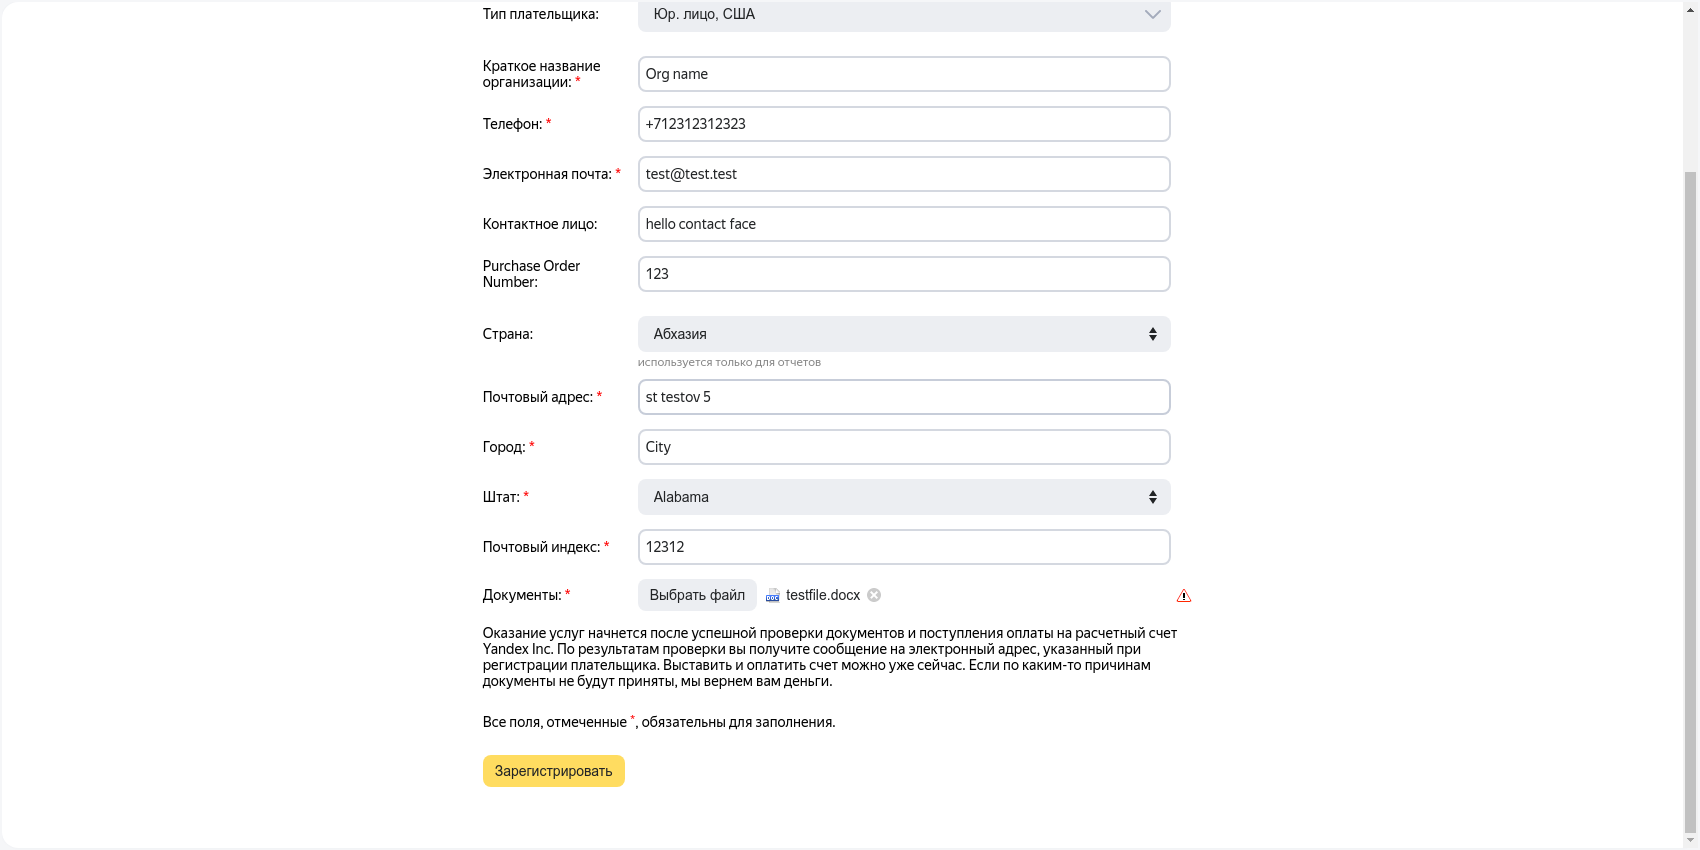 Тип плательщика:
Юр. лицо, США
Краткое название
организации: *
Org name
Телефон: *
+712312312323
Электронная почта: *
test@test.test
Контактное лицо:
hello contact face
Purchase Order
Number:
123
Страна:
Абхазия
используется только для отчетов
Почтовый адрес: *
st testov 5
Город: *
City
Штат: *
Alabama
Почтовый индекс: *
12312
Документы: *
Выбрать файл
DOC
testfile.docx
Оказание услуг начнется после успешной проверки документов и поступления оплаты на расчетный счет
Yandex Inc. По результатам проверки вы получите сообщение на электронный адрес, указанный при
регистрации плательщика. Выставить и оплатить счет можно уже сейчас. Если по каким-то причинам
документы не будут приняты, мы вернем вам деньги.
Все поля, отмеченные *, обязательны для заполнения.
Зарегистрировать